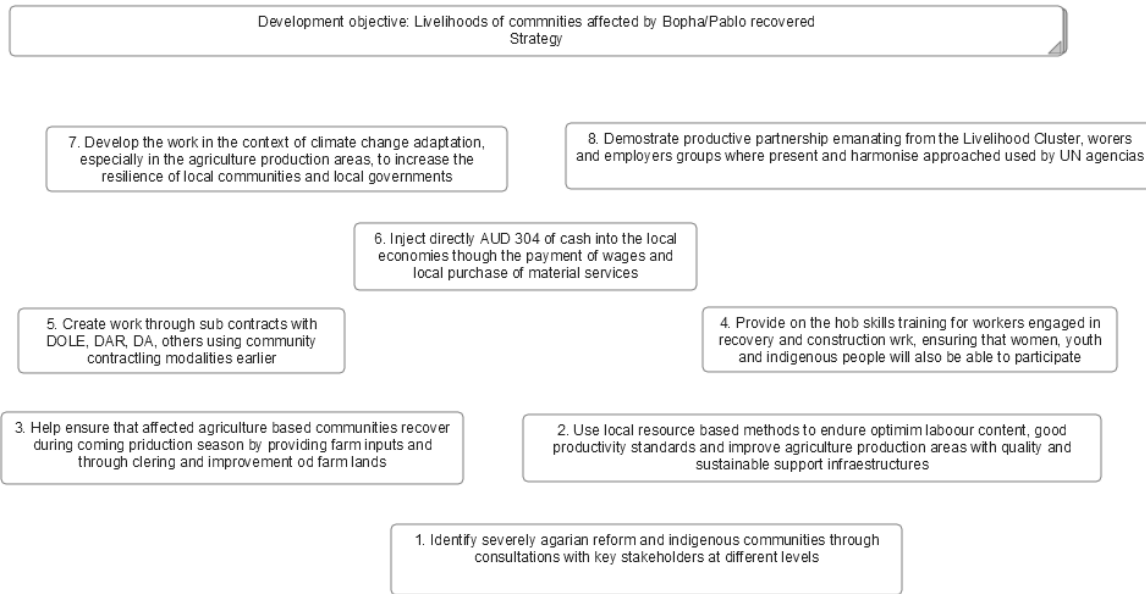 Development objective: Livelihoods of commnities affected by Bopha/Pablo recovered
Strategy
7. Develop the work in the context of climate change adaptation,
especially in the agriculture production areas, to increase the
resilience of local communities and local governments
8. Demostrate productive partnership emanating from the Livelihood Cluster, worers
and employers groups where present and harmonise approached used by UN agencias
6. Inject directly AUD 304 of cash into the local
economies though the payment of wages and
local purchase of material services
5. Create work through sub contracts with
DOLE, DAR, DA, others using community
contractling modalities earlier
4. Provide on the hob skills training for workers engaged in
recovery and construction wrk, ensuring that women, youth
and indigenous people will also be able to participate
3. Help ensure that affected agriculture based communities recover
during coming priduction season by providing farm inputs and
through clering and improvement od farm lands
2. Use local resource based methods to endure optimim laboour content, good
productivity standards and improve agriculture production areas with quality and
sustainable support infraestructures
1. Identify severely agarian reform and indigenous communities through
consultations with key stakeholders at different levels